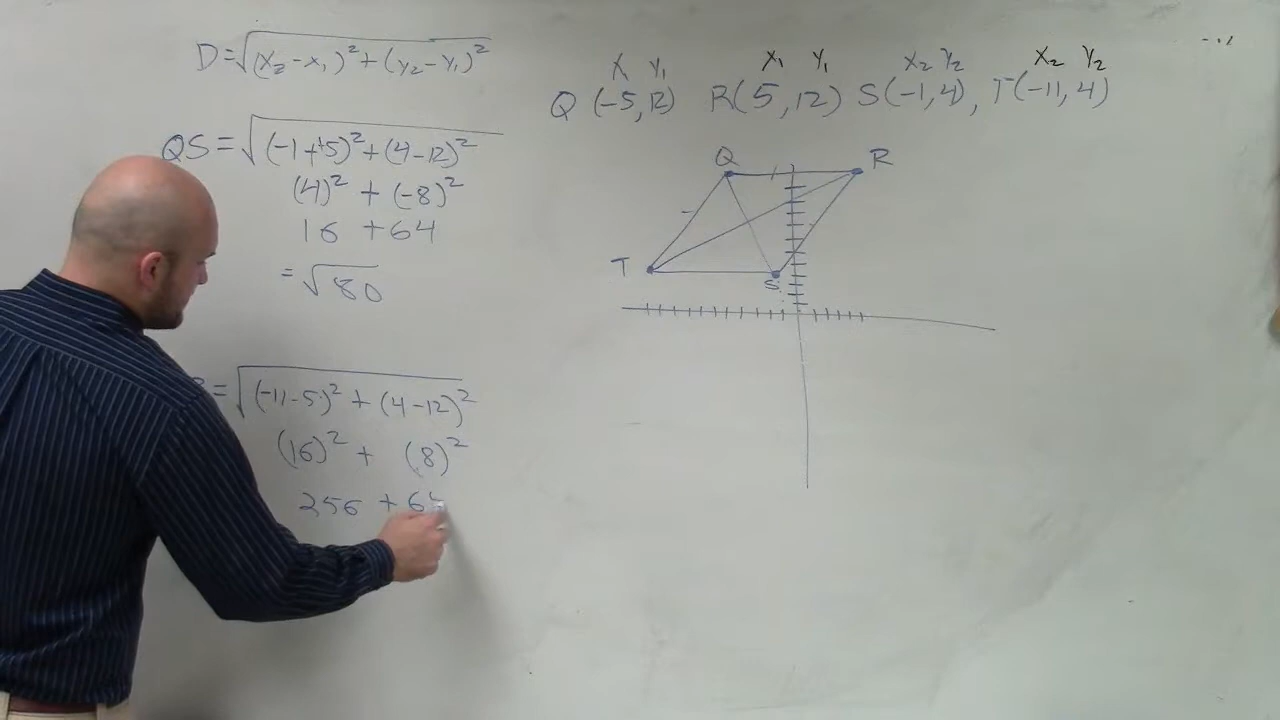 D=√(x₂-x₁)²+(y₂-y₁)²
X Y₁ X₁ Y₁ X₂ Y₂ X₂ Y₂
Q (-5,12) R(5,12) S(-1,4), T(-11,4)
QS=√(-1+5)²+(4-12)²
(4)²+(-8)²
16+64
=√80
Q
R
T
S
=√(-11-5)²+(4-12)²
(16)²+(8)²
256+6